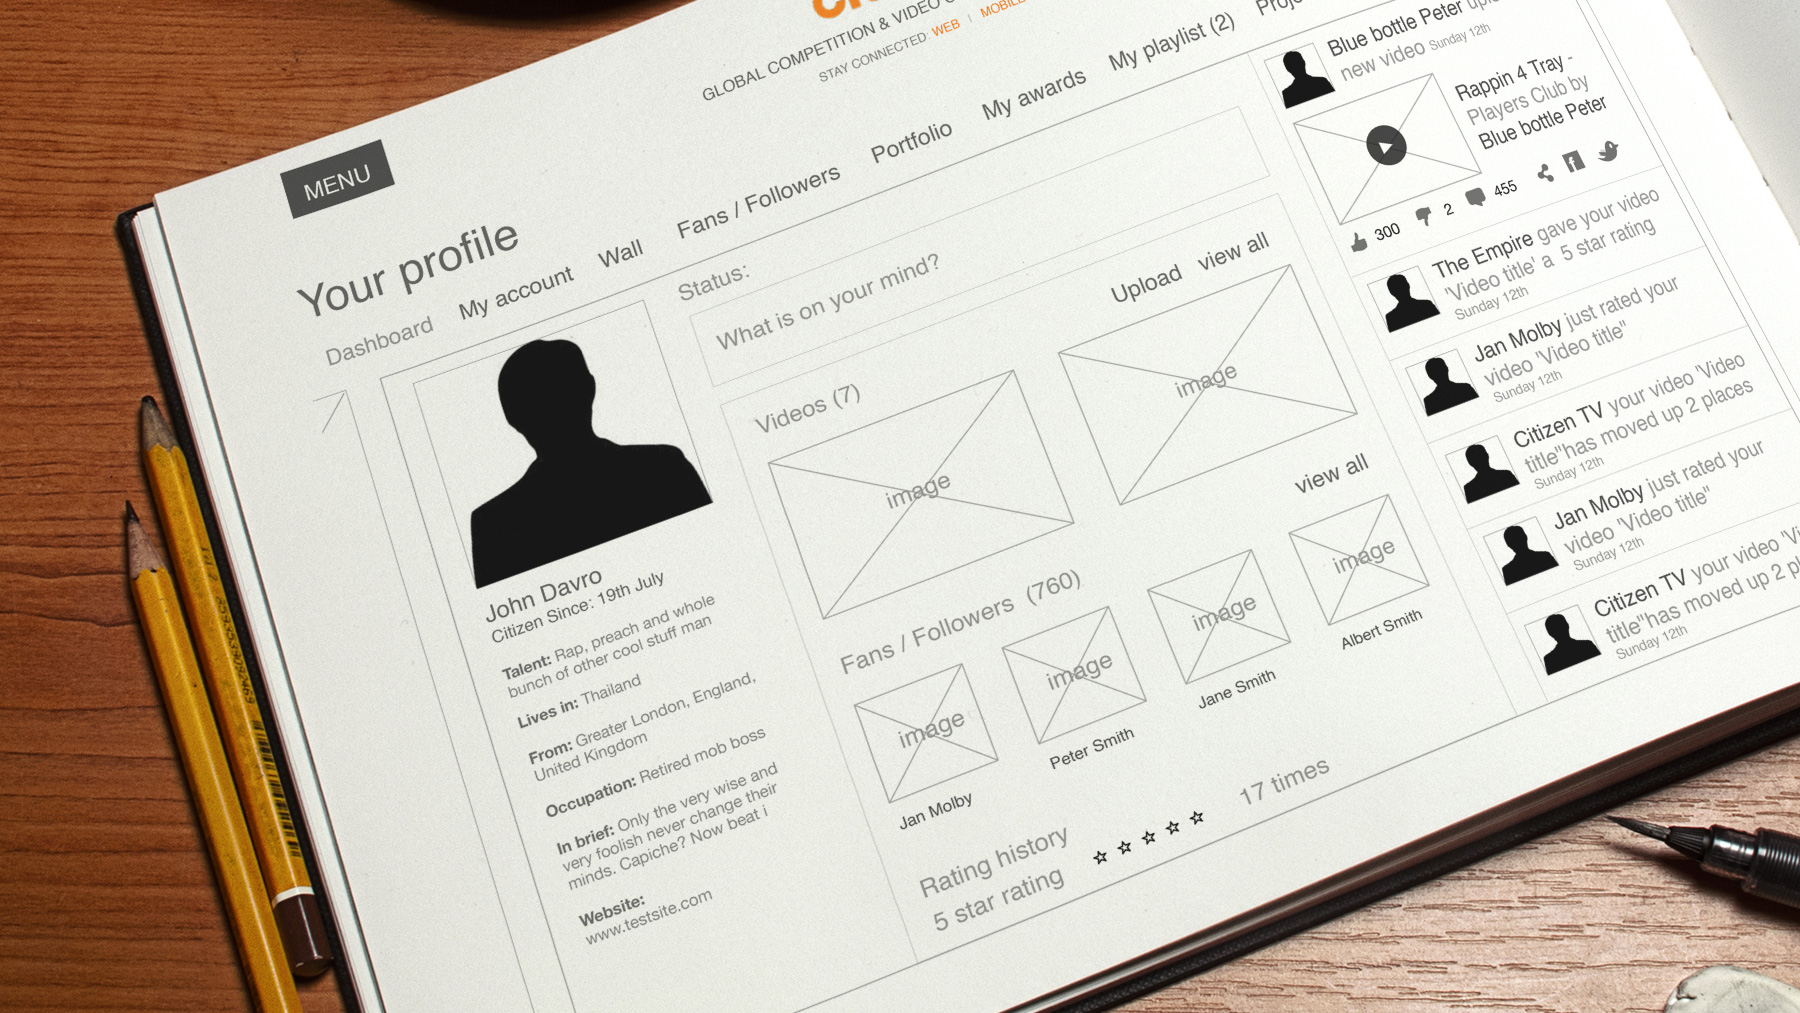 GLOBAL COMPETITION & VIDEO
STAY CONNECTED: WEB | MOBILE
MENU
Your profile
Dashboard My account Wall Fans / Followers Portfolio My awards My playlist (2)
John Davro
Citizen Since: 19th July
Talent: Rap, preach and whole
bunch of other cool stuff man
Lives in: Thailand
From: Greater London, England,
United Kingdom
Occupation: Retired mob boss
In brief: Only the very wise and
very foolish never change their
minds. Capiche? Now beat i
Website:
www.testsite.com
Status:
What is on your mind?
Videos (7) Upload view all
image image
Fans / Followers (760) view all
image image image image
Jan Molby Peter Smith Jane Smith Albert Smith
Rating history
5 star rating 17 times
Blue bottle Peter
new video Sunday 12th
Rappin 4 Tray -
Players Club by
Blue bottle Peter
300 2 455
The Empire gave your video
'Video title' a 5 star rating
Sunday 12th
Jan Molby just rated your
video 'Video title"
Sunday 12th
Citizen TV your video 'Video
title"has moved up 2 places
Sunday 12th
Jan Molby just rated your
video 'Video title"
Sunday 12th
Citizen TV your video
title"has moved up 2
Sunday 12th